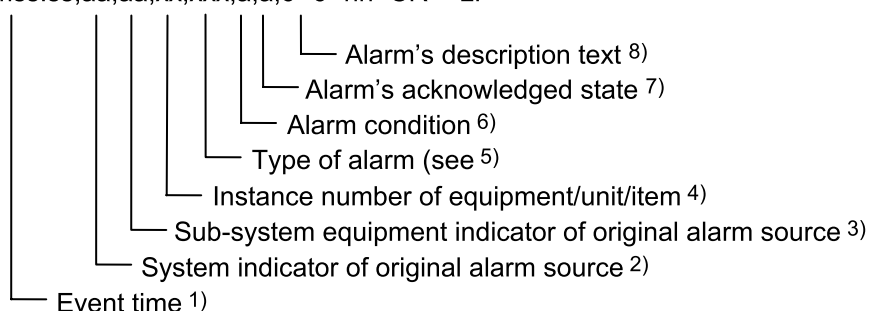 Alarm’s description text 8)
Alarm’s acknowledged state 7)
Alarm condition 6)
Type of alarm (see 5)
Instance number of equipment/unit/item 4)
Sub-system equipment indicator of original alarm source 3)
System indicator of original alarm source 2)
Event time 1)